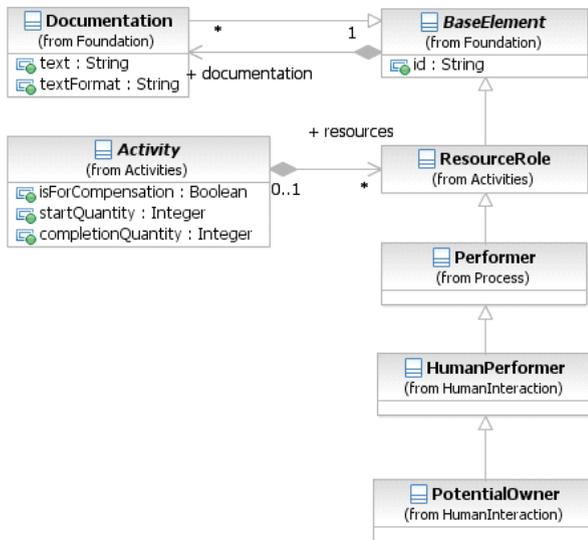 Documentation
(from Foundation)
text : String
textFormat : String
*
1
+ documentation
BaseElement
(from Foundation)
id : String
Activity
(from Activities)
isForCompensation : Boolean
startQuantity : Integer
completionQuantity : Integer
+ resources
0..1
*
ResourceRole
(from Activities)
Performer
(from Process)
HumanPerformer
(from HumanInteraction)
PotentialOwner
(from HumanInteraction)